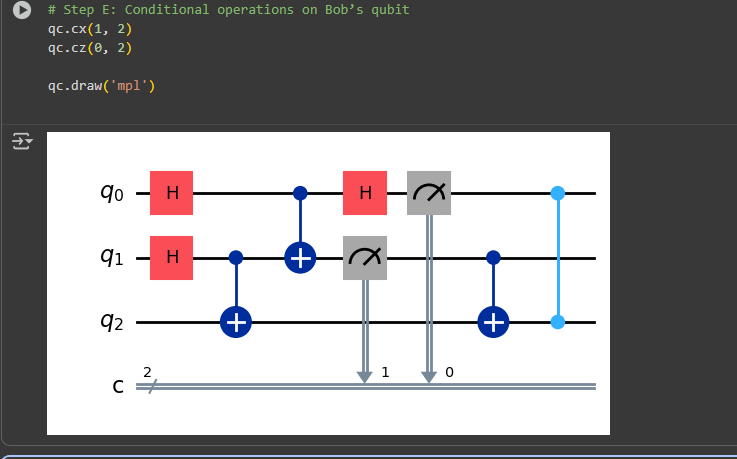 # Step E: Conditional operations on Bob’s qubit
qc.cx(1, 2)
qc.cz(0, 2)
qc.draw('mpl')
q0 H H
q1 H
q2
2 1 0
c